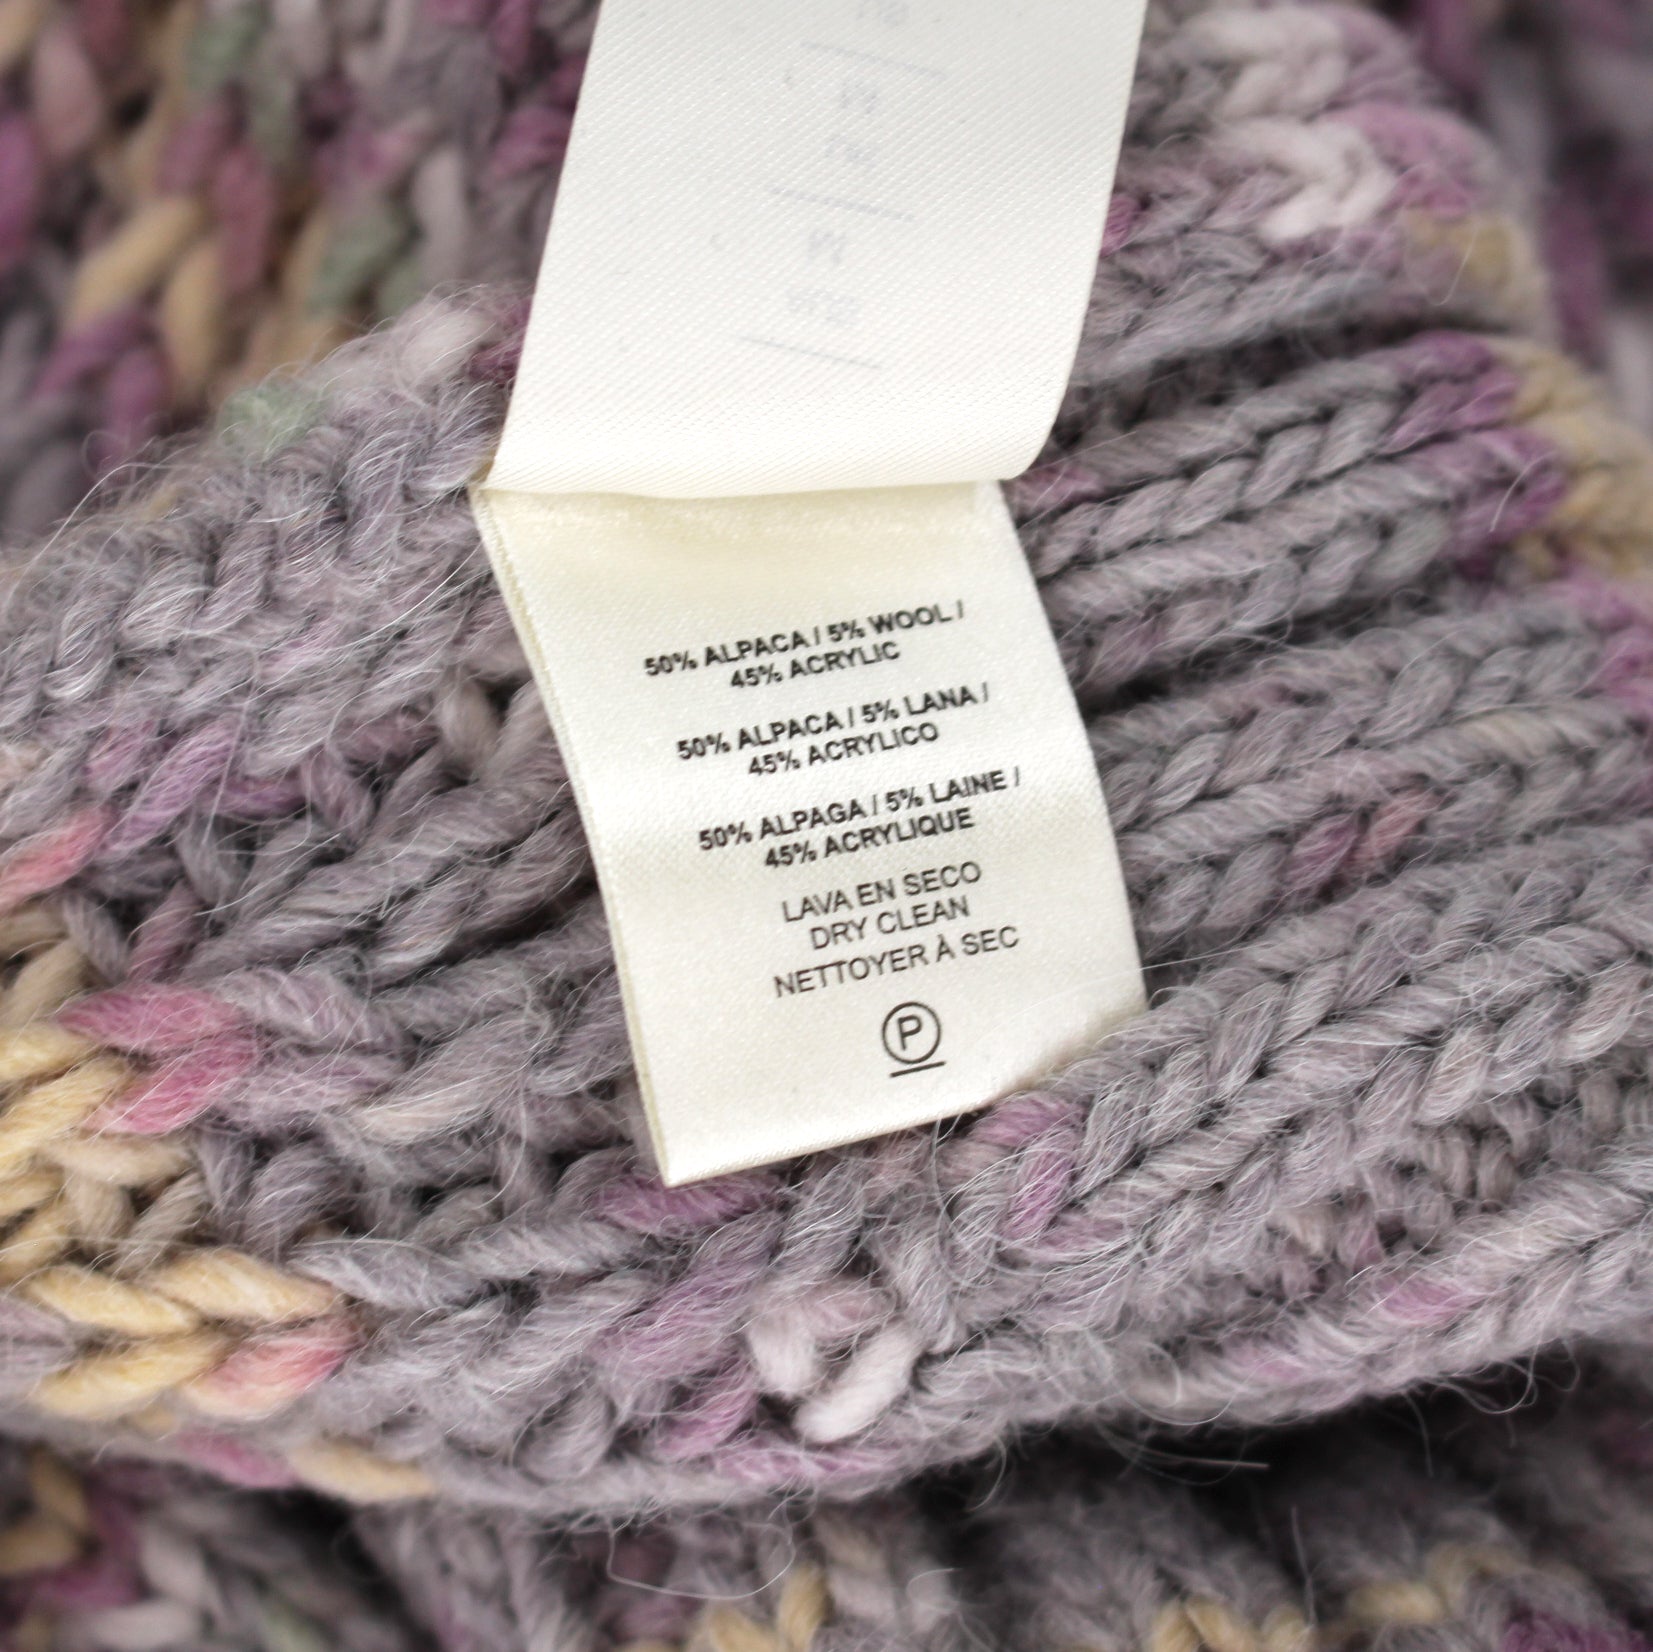 50% ALPACA / 5% WOOL /
45% ACRYLIC
50% ALPACA / 5% LANA /
45% ACRYLICO
50% ALPAGA / 5% LAINE /
45% ACRYLIQUE
LAVA EN SECO
DRY CLEAN
NETTOYER À SEC
P